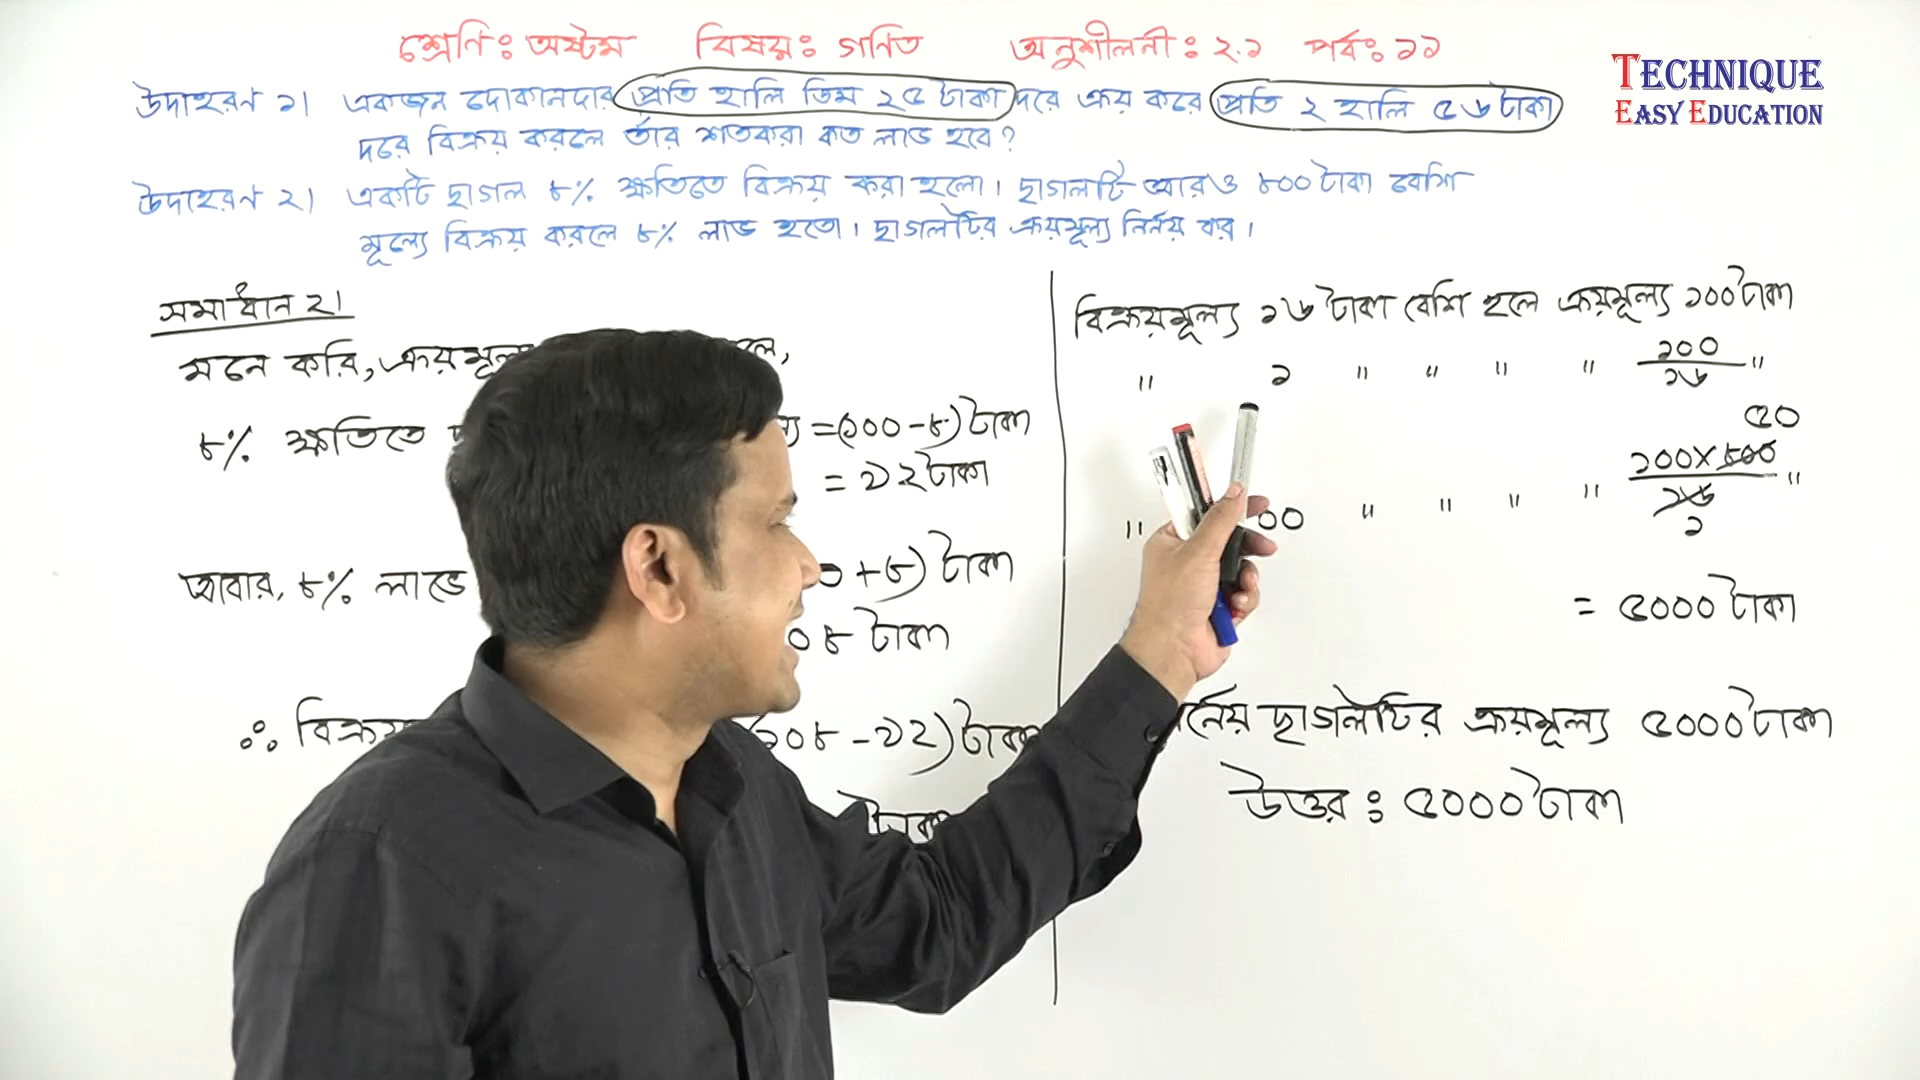 শ্রেণি: অষ্টম বিষয়: গণিত অনুশীলনী: ২.১ পর্ব: ১১
TECHNIQUE
EASY EDUCATION
উদাহরণ ১। একজন দোকানদার প্রতি হালি ডিম ২৫ টাকা দরে ক্রয় করে প্রতি ২ হালি ৫৬ টাকা
দরে বিক্রয় করলে তাঁর শতকরা কত লাভ হবে?
উদাহরণ ২। একটি ছাগল ৮% ক্ষতিতে বিক্রয় করা হলো। ছাগলটি আরও ৮০০ টাকা বেশি
মূল্যে বিক্রয় করলে ৮% লাভ হতো। ছাগলটির ক্রয়মূল্য নির্নয় কর।
সমাধান ২।
মনে করি, ক্রয়মূল্য
৮% ক্ষতিতে =(১০০-৮) টাকা
= ৯২ টাকা
আবার, ৮% লাভে +৮) টাকা
০৮ টাকা
∴ বিক্রয় (১০৮-৯২) টাকা
টাকা
বিক্রয়মূল্য ১৬ টাকা বেশি হলে ক্রয়মূল্য ১০০ টাকা
" ১ " " " " ১০০/১৬ "
৫০
" ০০ " " " " ১০০×৮০০/১৬ "
১
= ৫০০০ টাকা
ছাগলটির ক্রয়মূল্য ৫০০০ টাকা
উত্তর: ৫০০০ টাকা